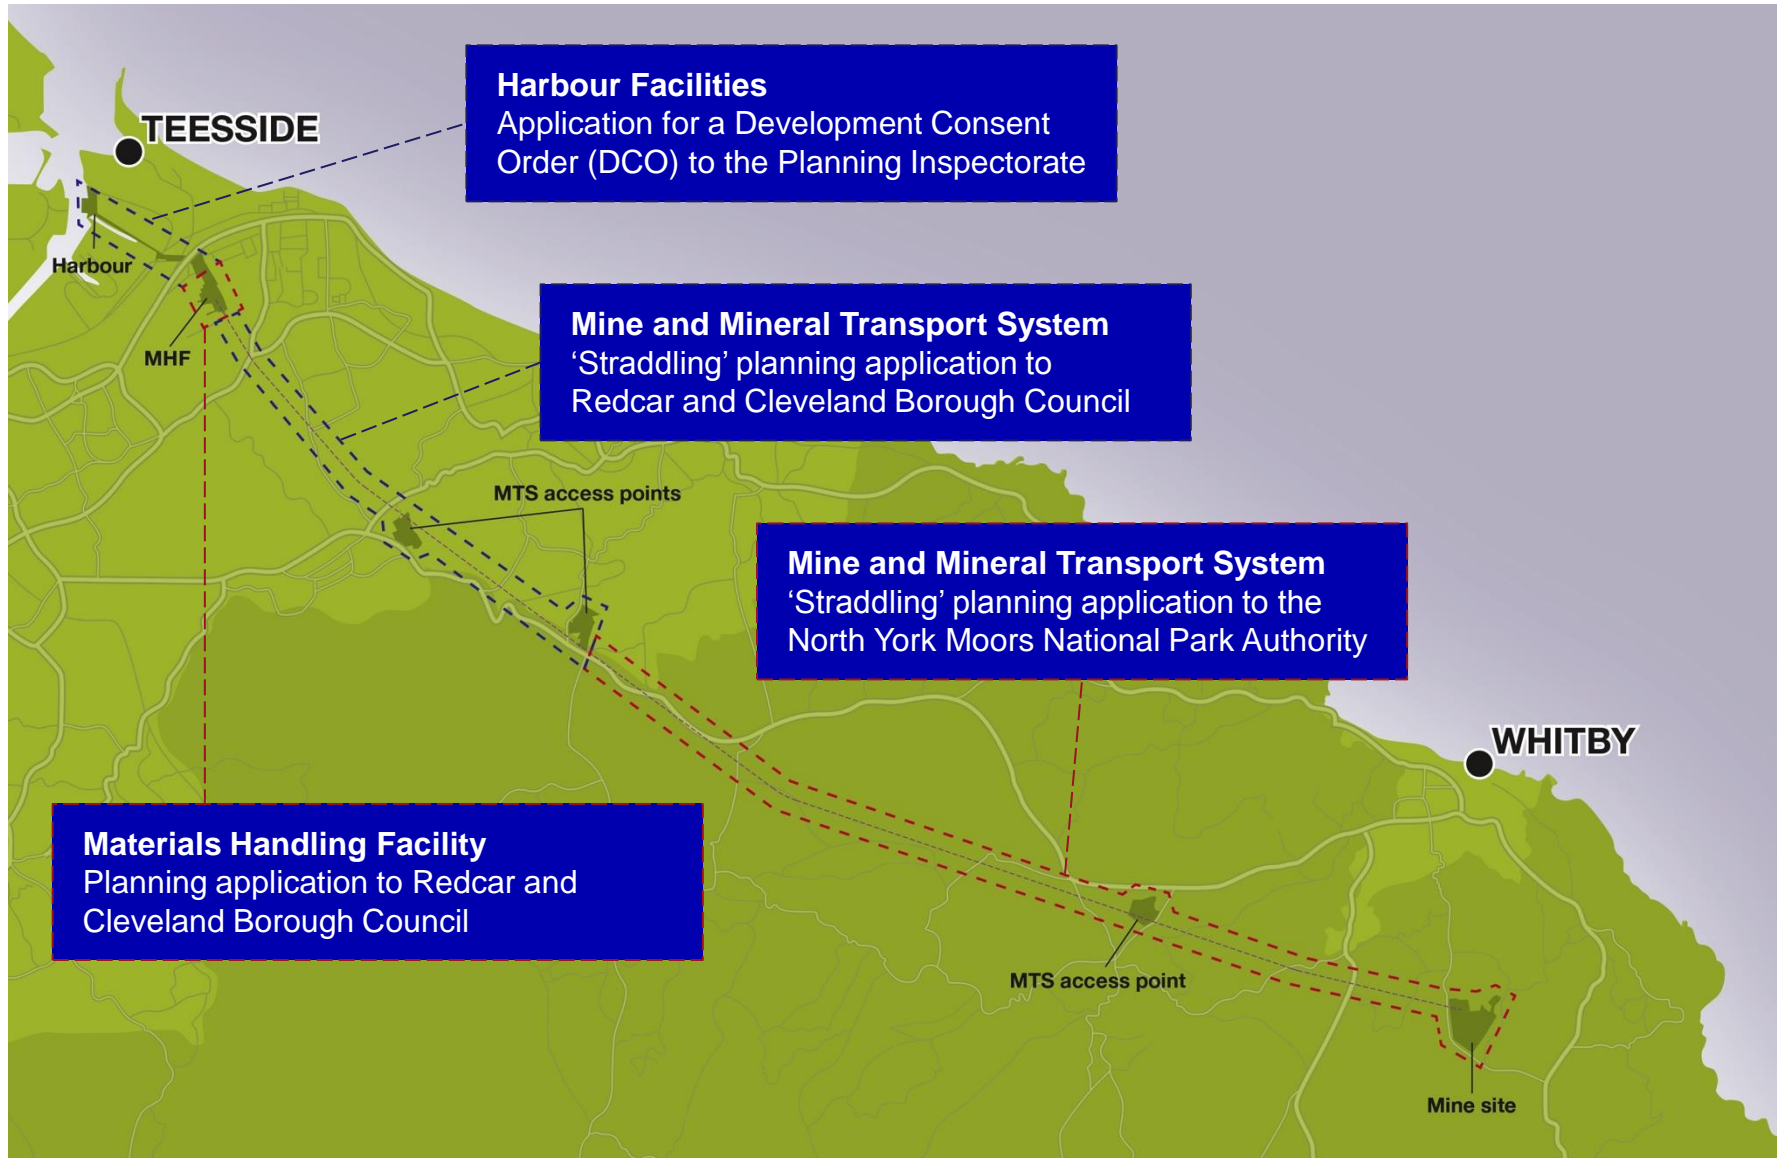 Harbour Facilities
Application for a Development Consent
Order (DCO) to the Planning Inspectorate
TEESSIDE
Harbour
MHF
Mine and Mineral Transport System
‘Straddling’ planning application to
Redcar and Cleveland Borough Council
MTS access points
Mine and Mineral Transport System
‘Straddling’ planning application to the
North York Moors National Park Authority
WHITBY
Materials Handling Facility
Planning application to Redcar and
Cleveland Borough Council
MTS access point
Mine site